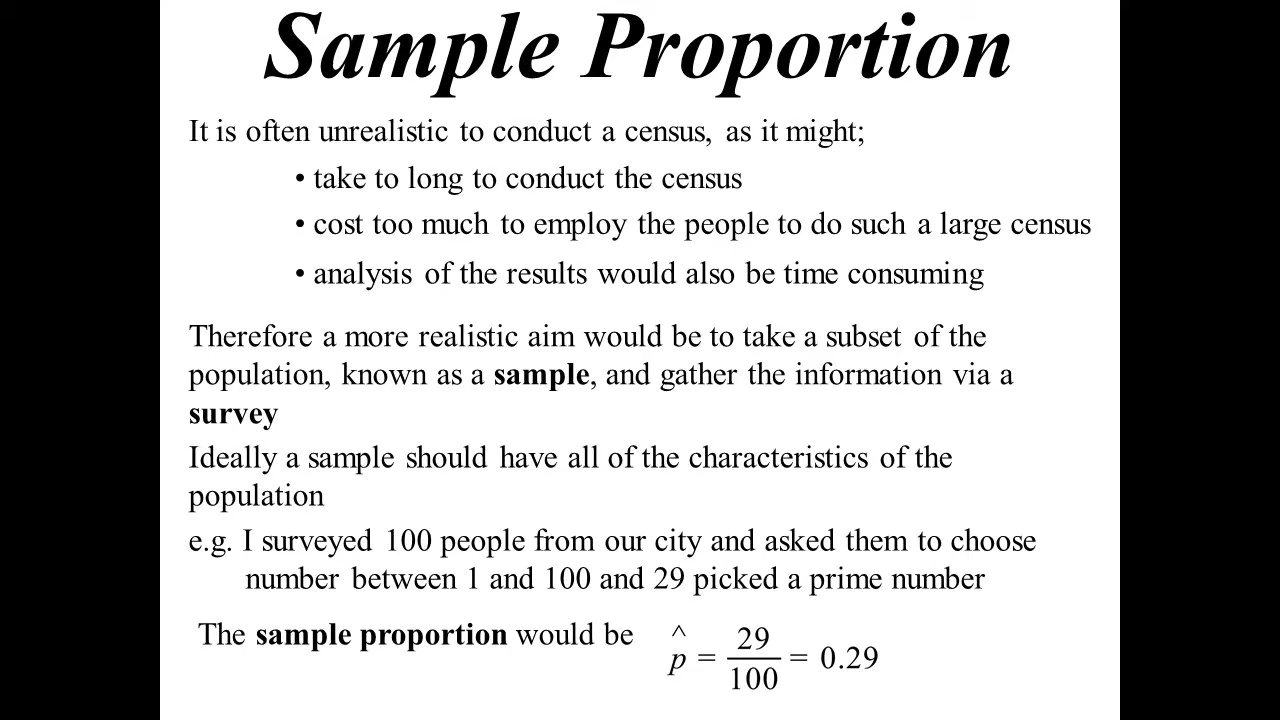 Sample Proportion
It is often unrealistic to conduct a census, as it might;
• take to long to conduct the census
• cost too much to employ the people to do such a large census
• analysis of the results would also be time consuming
Therefore a more realistic aim would be to take a subset of the
population, known as a sample, and gather the information via a
survey
Ideally a sample should have all of the characteristics of the
population
e.g. I surveyed 100 people from our city and asked them to choose
number between 1 and 100 and 29 picked a prime number
The sample proportion would be p̂ = 29/100 = 0.29